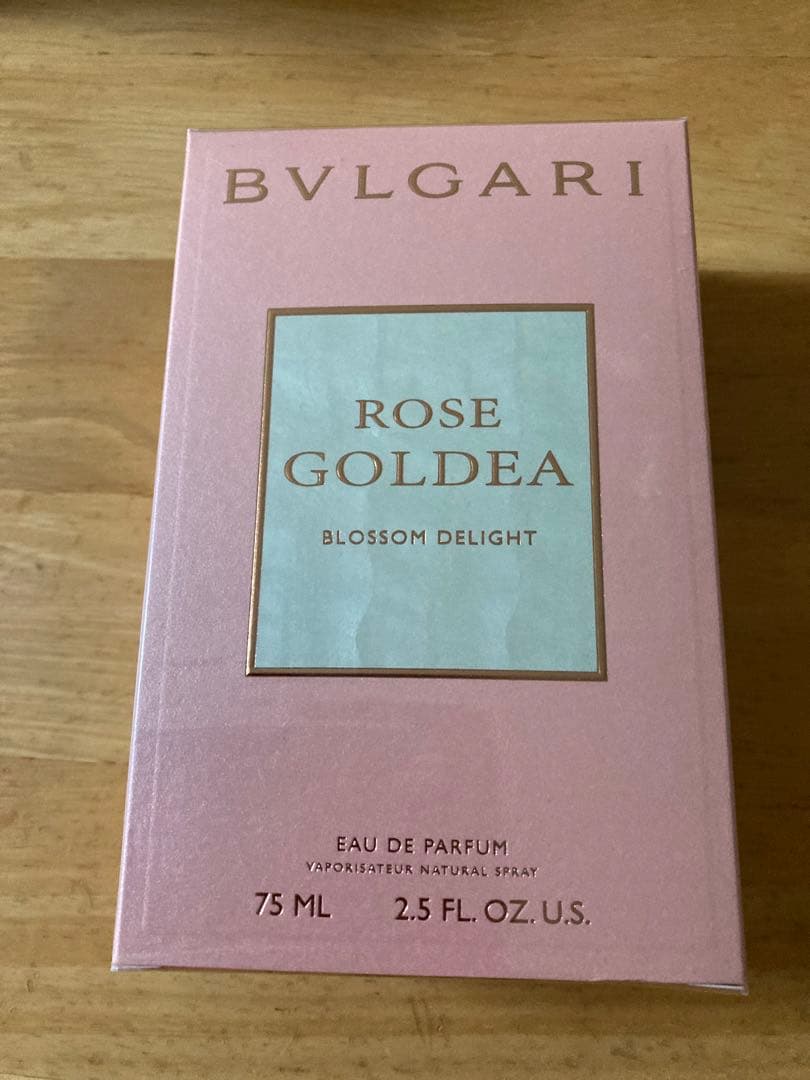 BVLGARI
ROSE
GOLDEA
BLOSSOM DELIGHT
EAU DE PARFUM
VAPORISATEUR NATURAL SPRAY
75 ML 2.5 FL. OZ. U.S.